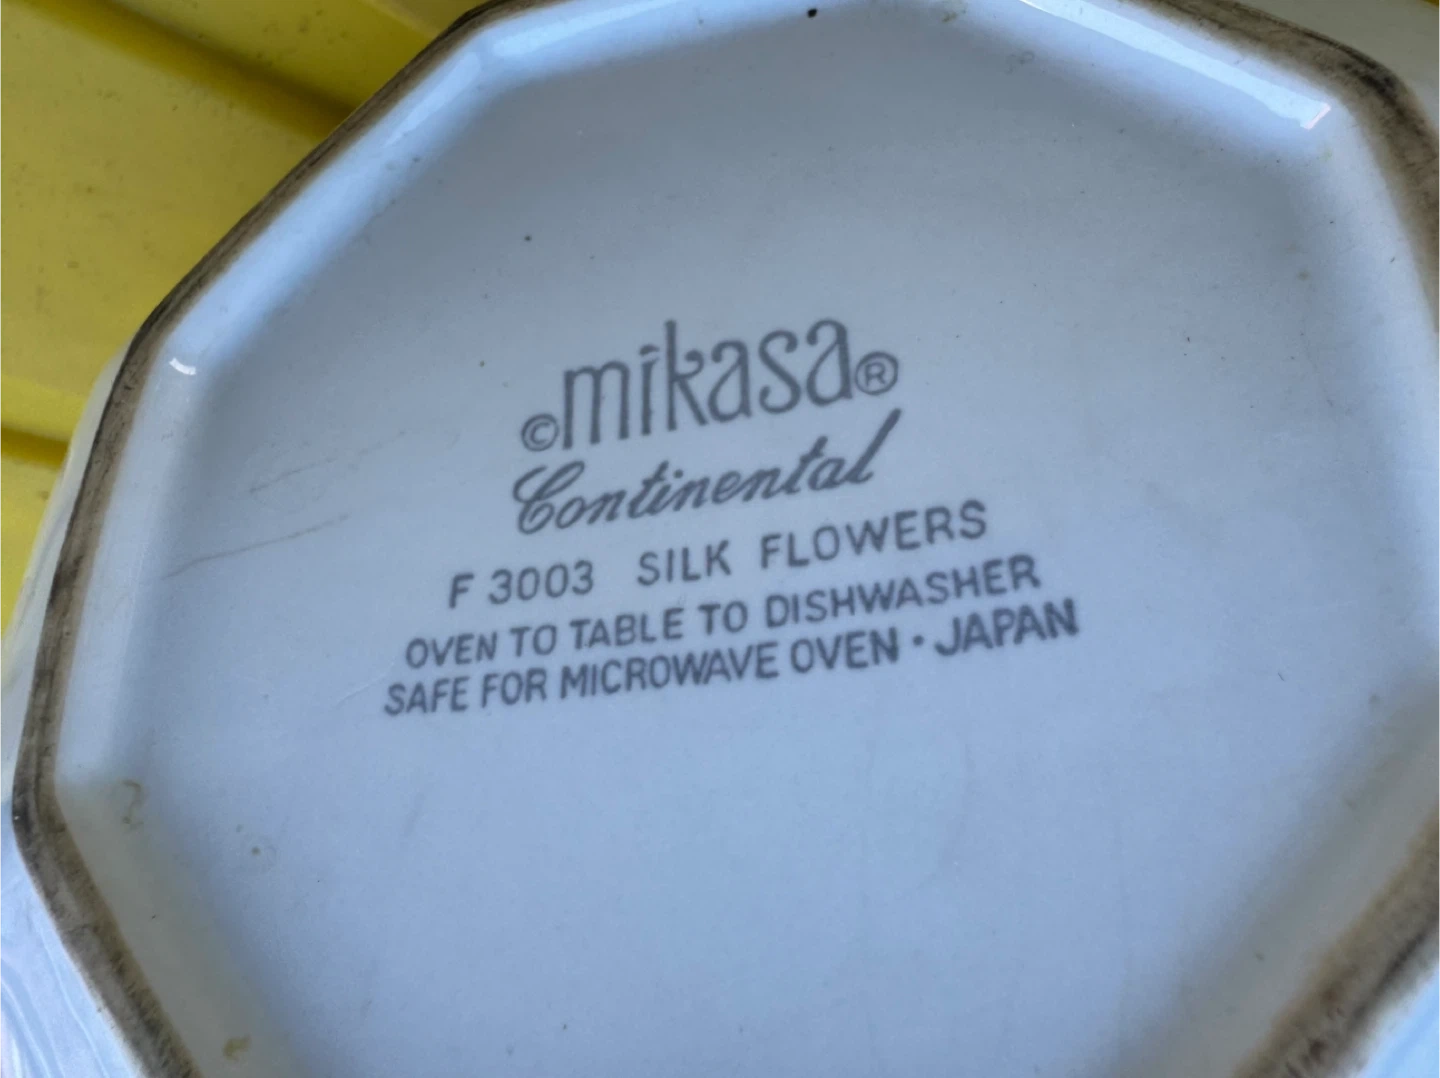 ©mikasa®
Continental
F 3003 SILK FLOWERS
OVEN TO TABLE TO DISHWASHER
SAFE FOR MICROWAVE OVEN · JAPAN